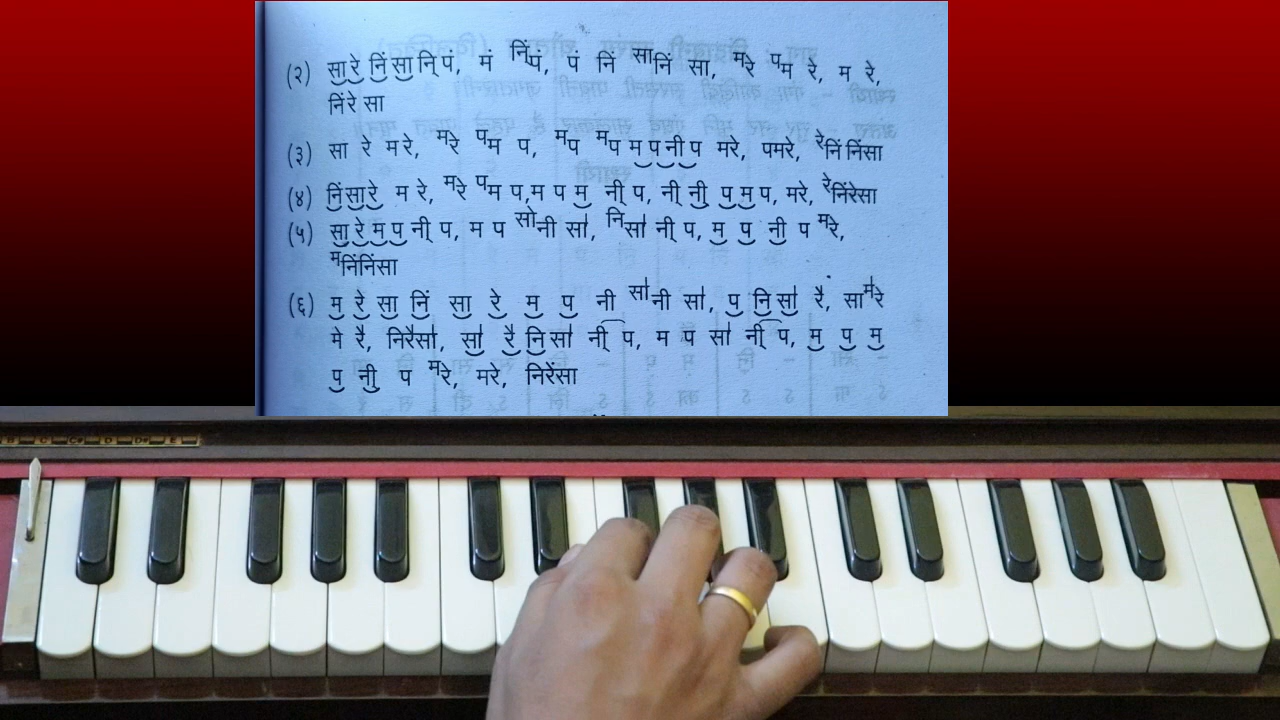 (२) सा रे निं सा नि् पं, मं निंपं, पं निं सानिं सा, मरे पम रे, म रे,
निंरे सा
(३) सा रे म रे, मरे पम प, मप मप म प नी प मरे, पमरे, रेनिं निंसा
(४) निंसारे म रे, मरे पम प,म प म नी् प, नी् नी् प म प, मरे, रेनिंरेसा
(५) सा रे म प नी् प, म प सांनी सां, निसां नी् प, म प नी् प मरे,
मनिंनिंसा
(६) म रे सा निं सा रे म प नी सांनी सां, प नि सां रैं, सामंरे
मे रैं, निरैंसां, सां रैं नि सां नी् प, म प सां नी् प, म प म
प नी् प मरे, मरे, निरेंसा
B C C# D D# E